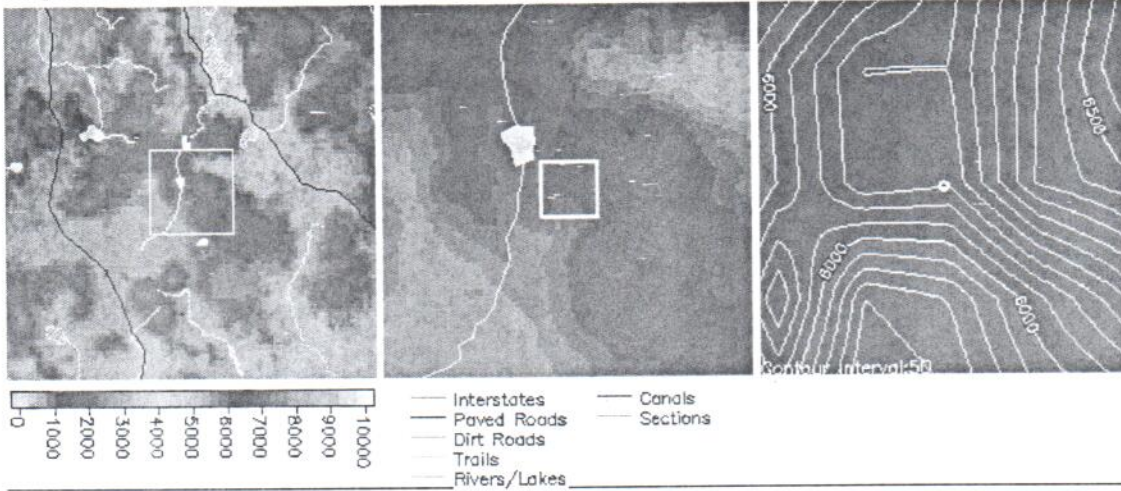 6000
6500
6000
6000
Contour Interval:50
0
1000
2000
3000
4000
5000
6000
7000
8000
9000
10000
Interstates
Paved Roads
Dirt Roads
Trails
Rivers/Lakes
Canals
Sections